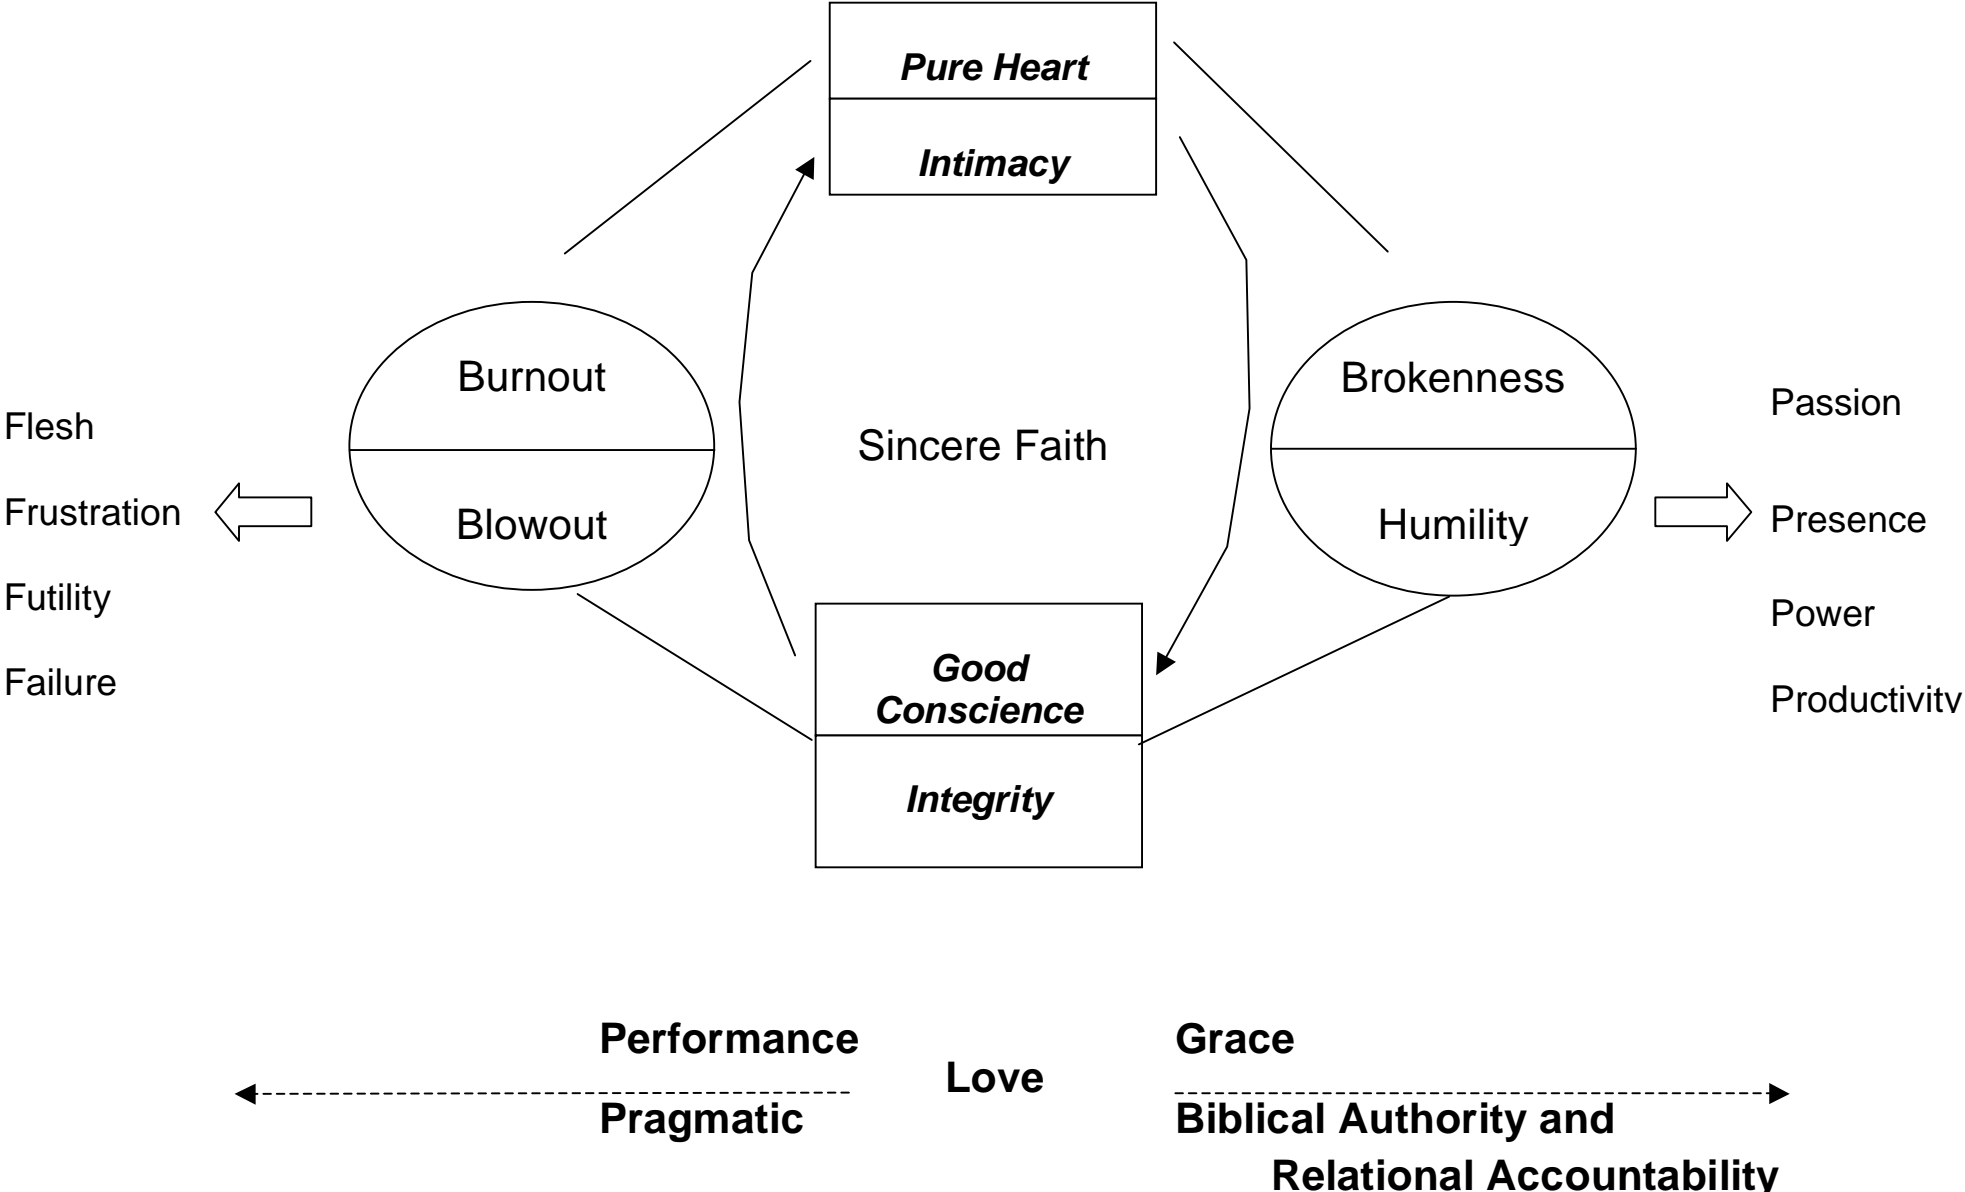 Pure Heart
Intimacy
Burnout
Blowout
Flesh
Frustration
Futility
Failure
Sincere Faith
Brokenness
Humility
Passion
Presence
Power
Productivity
Good
Conscience
Integrity
Performance
Pragmatic
Love
Grace
Biblical Authority and
Relational Accountability